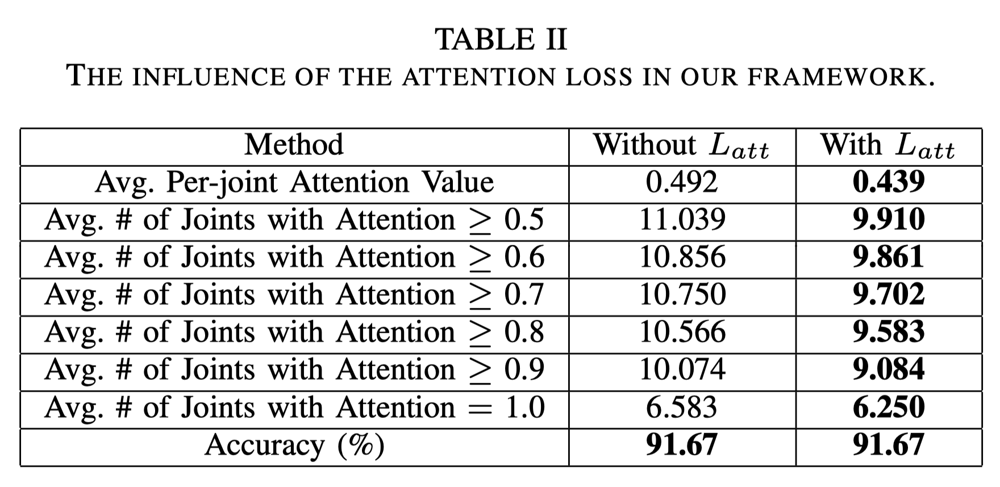 TABLE II
THE INFLUENCE OF THE ATTENTION LOSS IN OUR FRAMEWORK.
Method Without L_att With L_att
Avg. Per-joint Attention Value 0.492 0.439
Avg. # of Joints with Attention ≥ 0.5 11.039 9.910
Avg. # of Joints with Attention ≥ 0.6 10.856 9.861
Avg. # of Joints with Attention ≥ 0.7 10.750 9.702
Avg. # of Joints with Attention ≥ 0.8 10.566 9.583
Avg. # of Joints with Attention ≥ 0.9 10.074 9.084
Avg. # of Joints with Attention = 1.0 6.583 6.250
Accuracy (%) 91.67 91.67